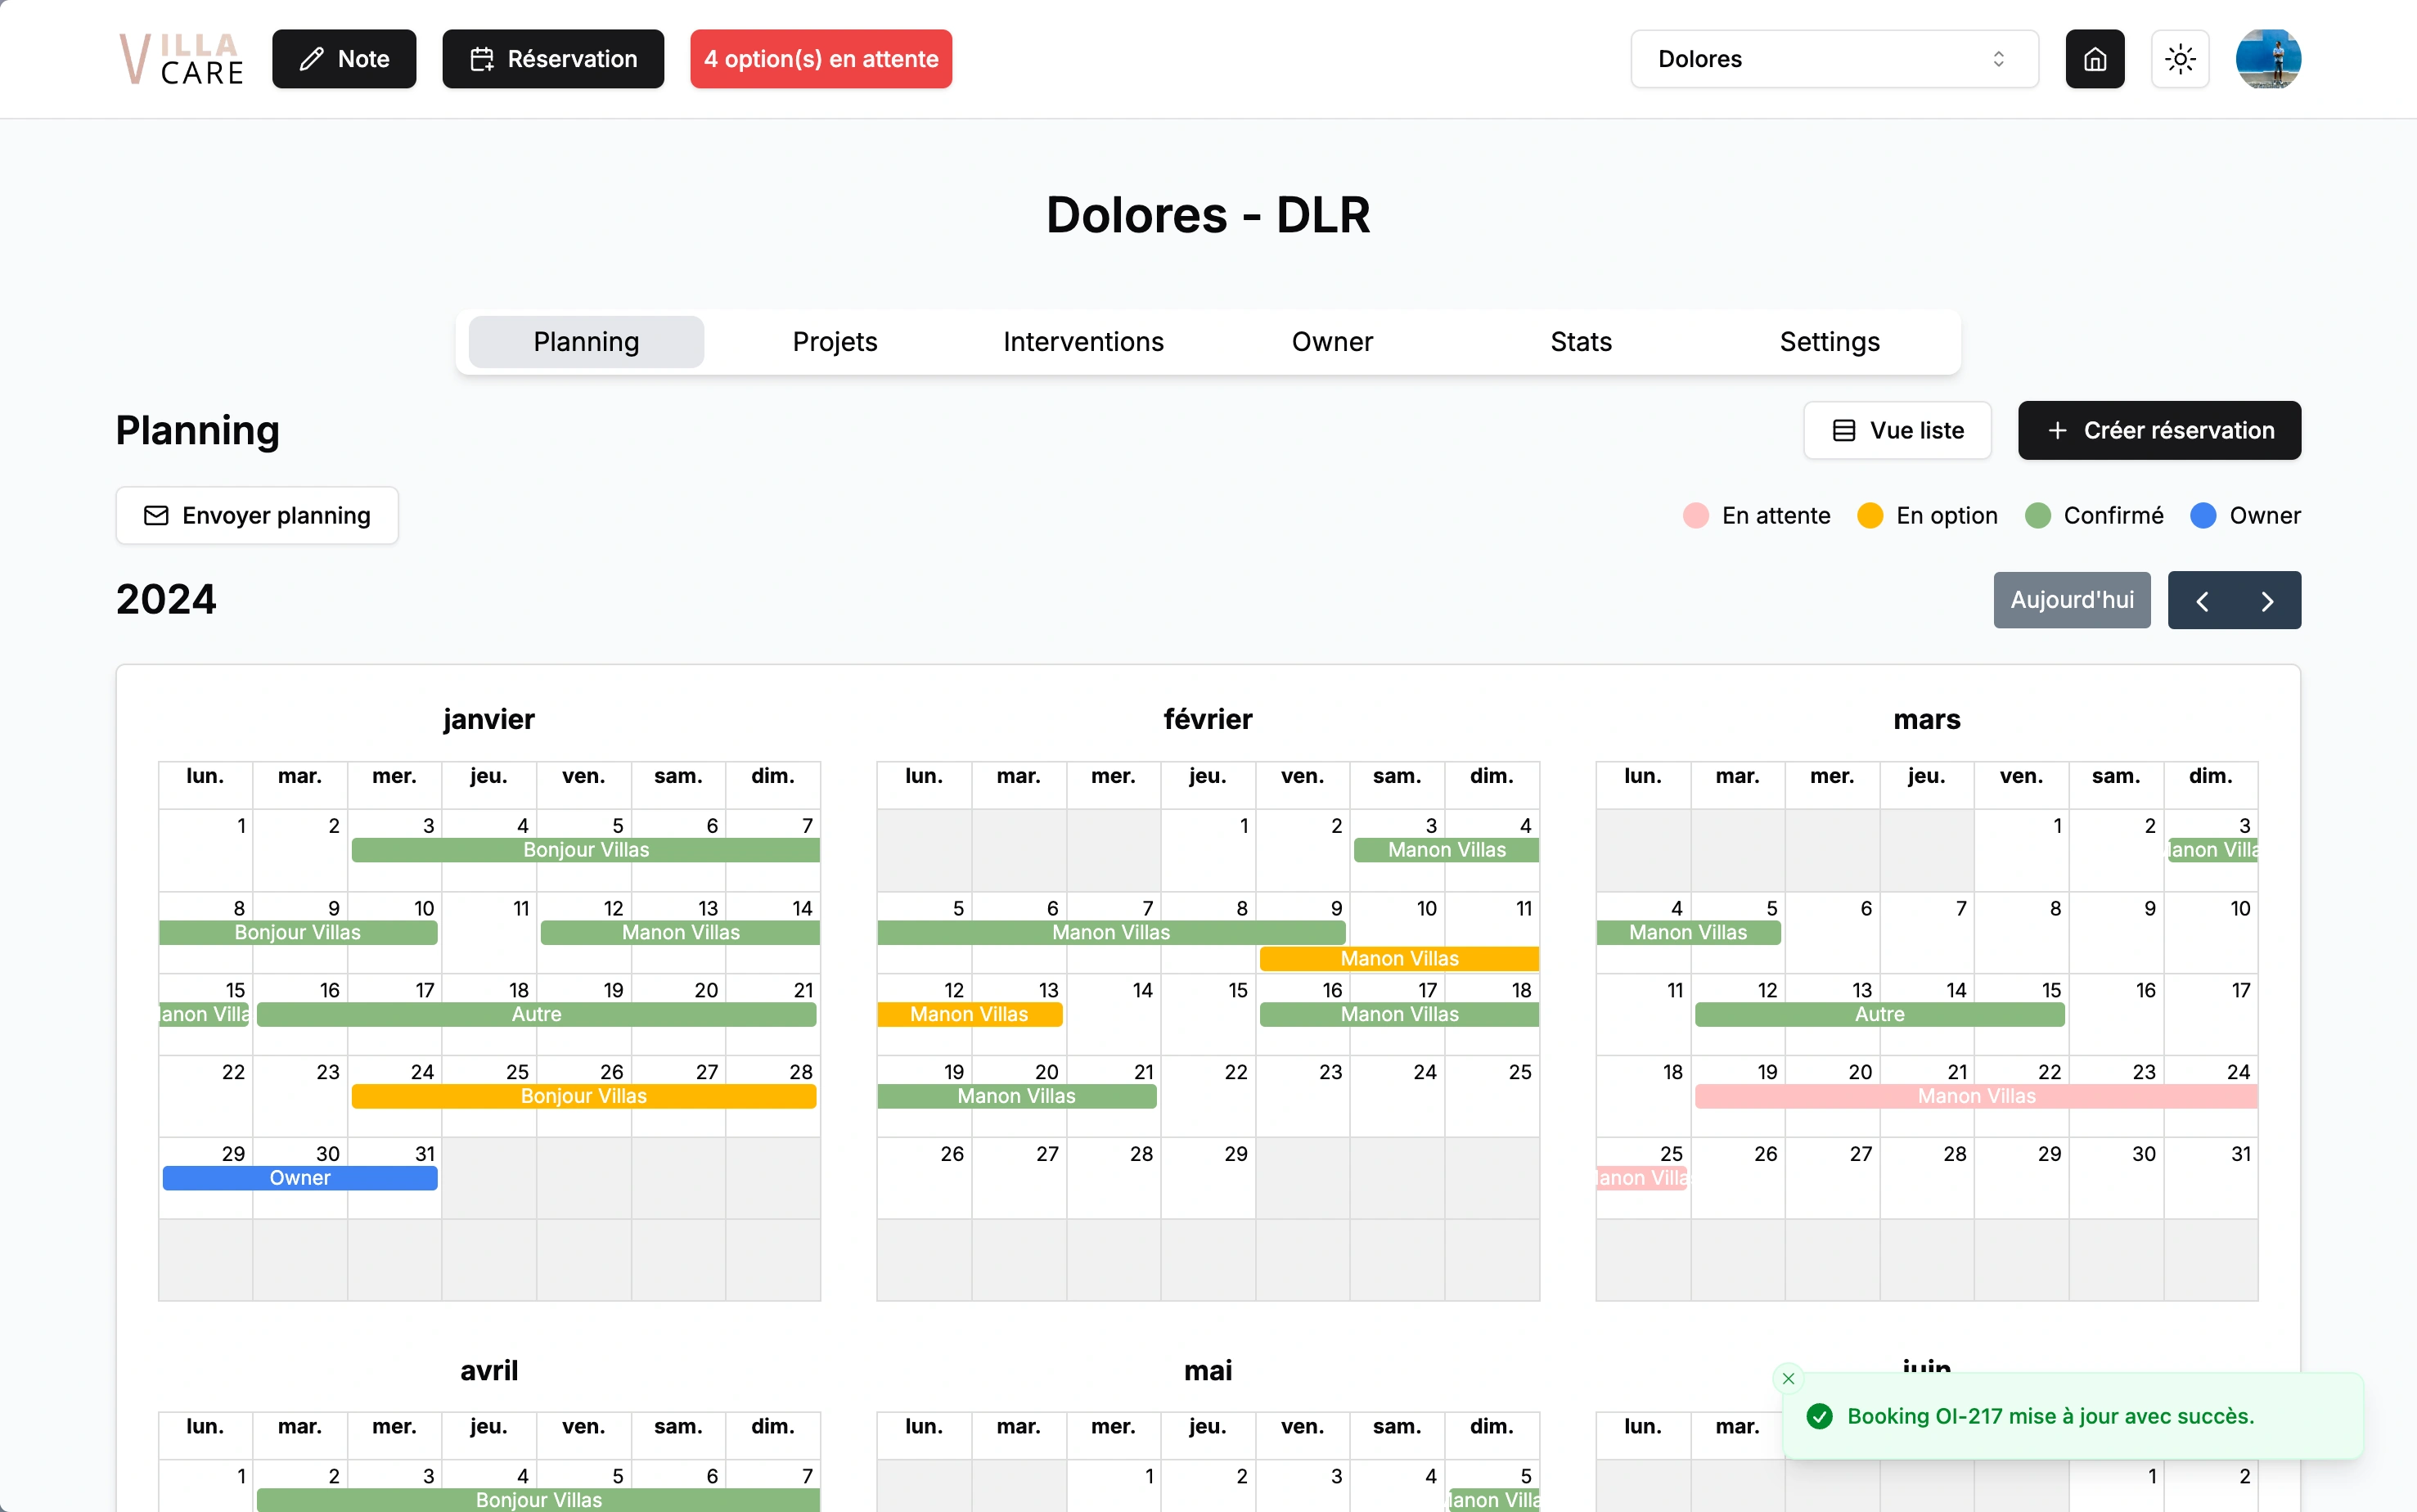 VILLA CARE
Note
Réservation
4 option(s) en attente
Dolores
Dolores - DLR
Planning Projets Interventions Owner Stats Settings
Planning
Vue liste
Créer réservation
Envoyer planning
En attente En option Confirmé Owner
2024
Aujourd'hui
janvier
lun. mar. mer. jeu. ven. sam. dim.
1 2 3 4 5 6 7
Bonjour Villas
8 9 10 11 12 13 14
Bonjour Villas Manon Villas
15 16 17 18 19 20 21
anon Villa Autre
22 23 24 25 26 27 28
Bonjour Villas
29 30 31
Owner
février
lun. mar. mer. jeu. ven. sam. dim.
1 2 3 4
Manon Villas
5 6 7 8 9 10 11
Manon Villas
Manon Villas
12 13 14 15 16 17 18
Manon Villas Manon Villas
19 20 21 22 23 24 25
Manon Villas
26 27 28 29
mars
lun. mar. mer. jeu. ven. sam. dim.
1 2 3
anon Villa
4 5 6 7 8 9 10
Manon Villas
11 12 13 14 15 16 17
Autre
18 19 20 21 22 23 24
Manon Villas
25 26 27 28 29 30 31
anon Villa
avril
lun. mar. mer. jeu. ven. sam. dim.
1 2 3 4 5 6 7
Bonjour Villas
mai
lun. mar. mer. jeu. ven. sam. dim.
1 2 3 4 5
anon Villa
juin
lun. mar.
1 2
Booking OI-217 mise à jour avec succès.